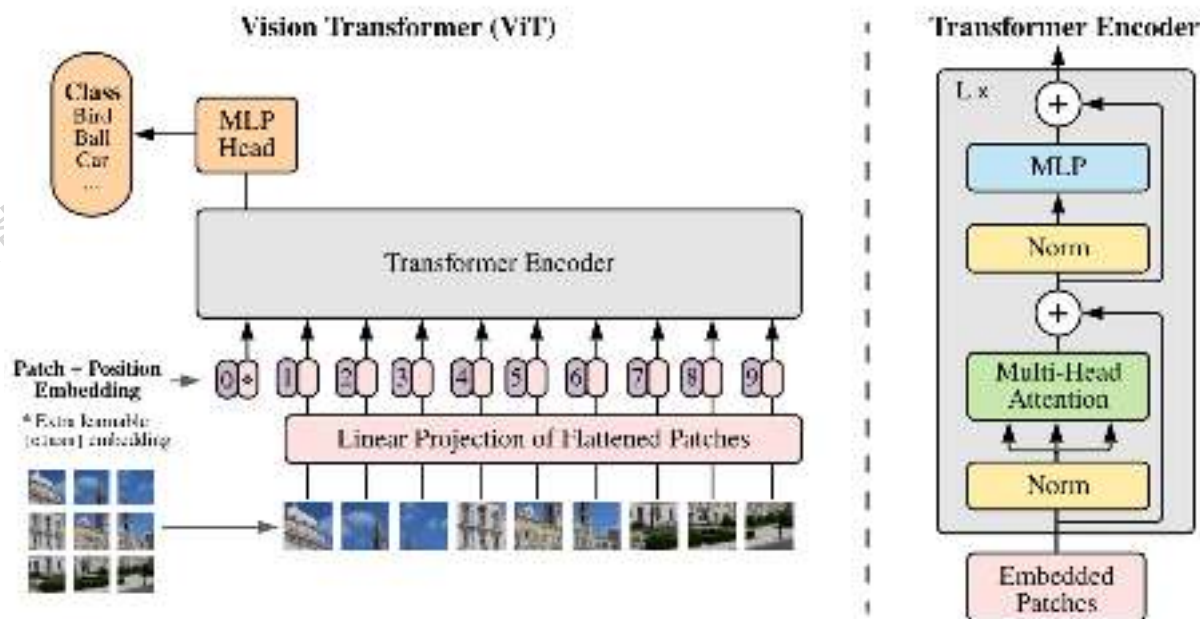 Vision Transformer (ViT)
Class
Bird
Ball
Car
...
MLP
Head
Transformer Encoder
Patch + Position
Embedding
0 * 1 2 3 4 5 6 7 8 9
* Extra learnable
[class] embedding
Linear Projection of Flattened Patches
Transformer Encoder
L x
+
MLP
Norm
+
Multi-Head
Attention
Norm
Embedded
Patches